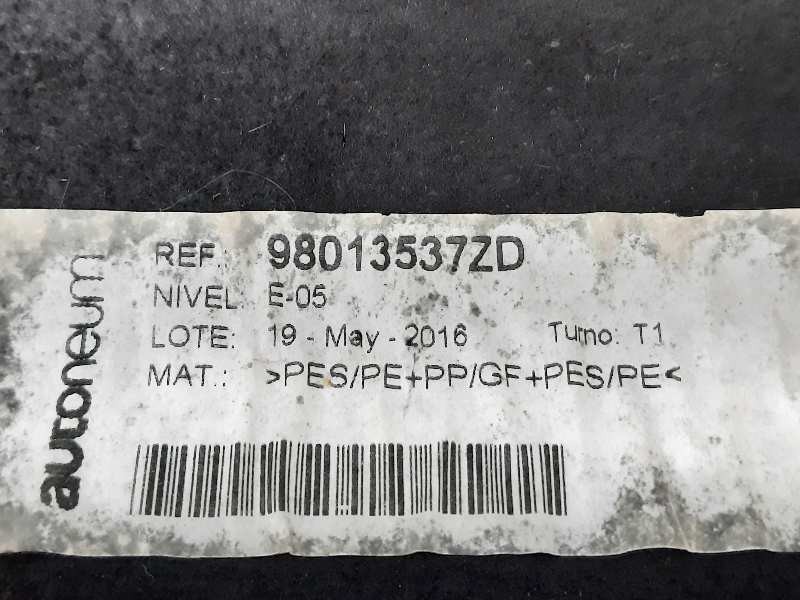 autoneum
REF.: 98013537ZD
NIVEL E-05
LOTE: 19 - May - 2016 Turno: T1
MAT.: >PES/PE+PP/GF+PES/PE<